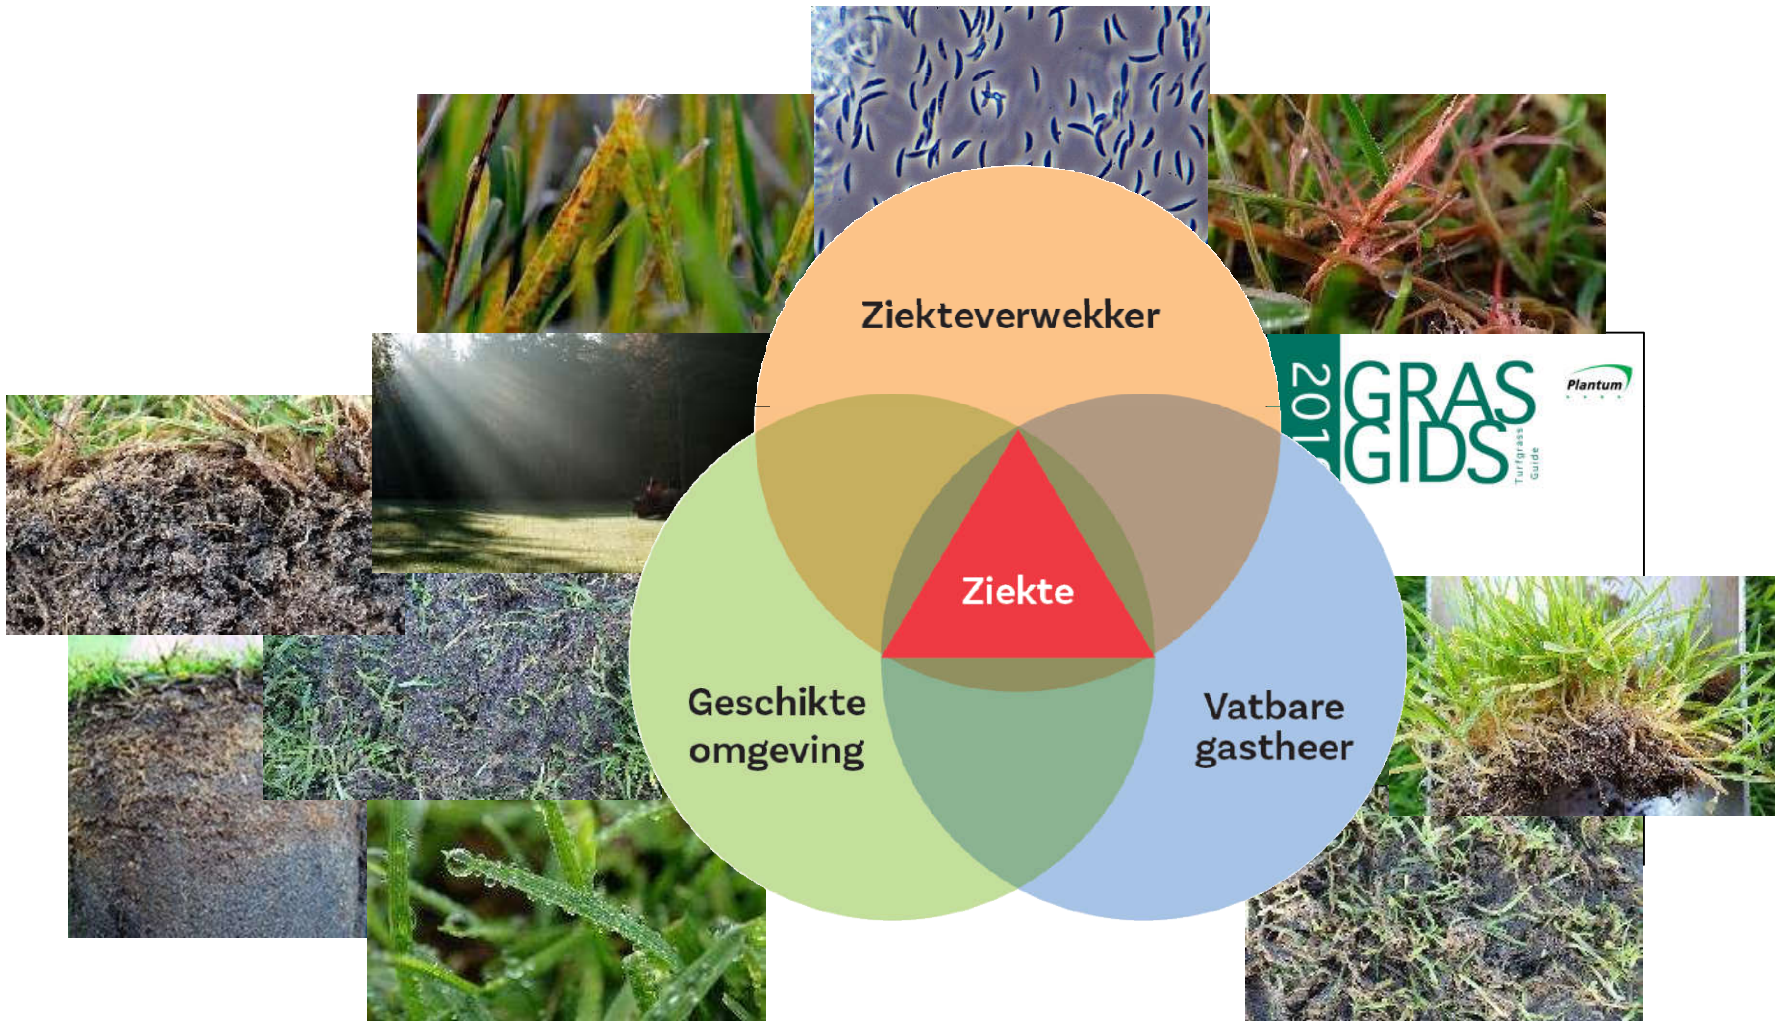 Ziekteverwekker
GRAS
GIDS
Turfgrass
Guide
Plantum
Ziekte
Geschikte
omgeving
Vatbare
gastheer